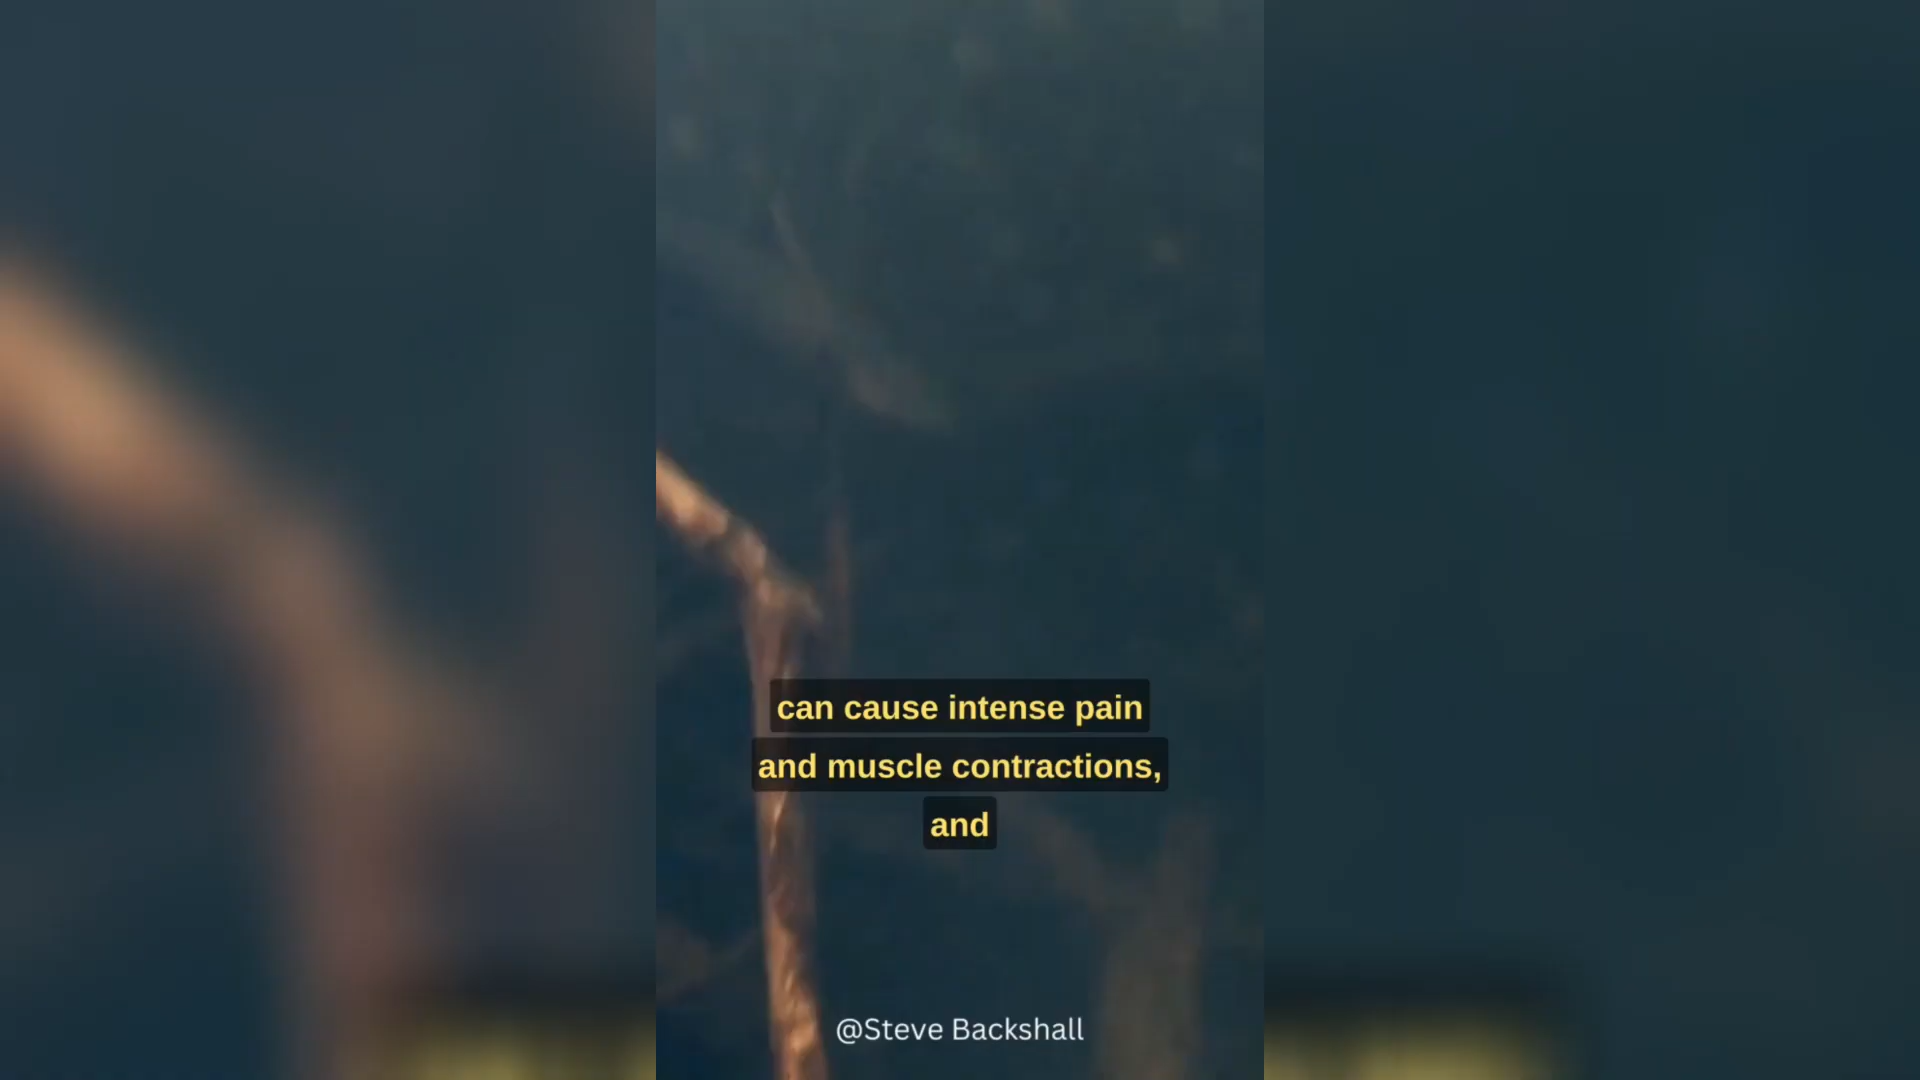 can cause intense pain
and muscle contractions,
and
@Steve Backshall